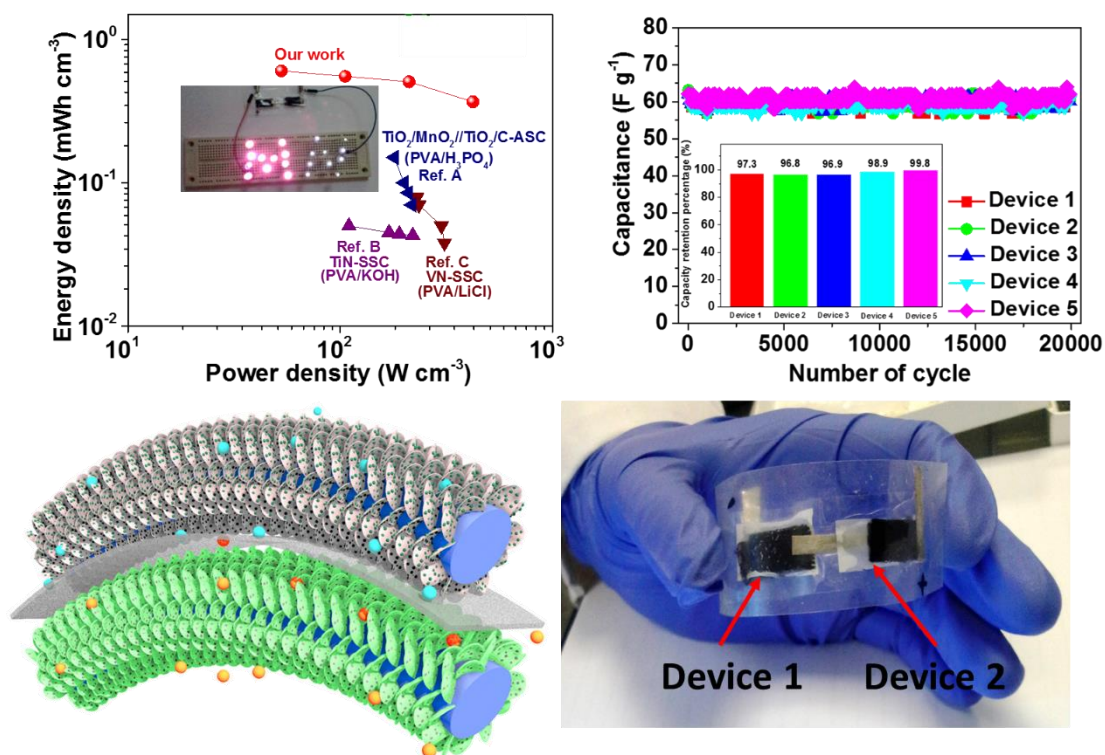 Energy density (mWh cm⁻³)
10⁰
10⁻¹
10⁻²
Our work
TiO₂/MnO₂//TiO₂/C-ASC
(PVA/H₃PO₄)
Ref. A
Ref. B
TiN-SSC
(PVA/KOH)
Ref. C
VN-SSC
(PVA/LiCl)
10¹ 10² 10³
Power density (W cm⁻³)
Capacitance (F g⁻¹)
80
70
60
50
40
30
20
10
0
Capacity retention percentage (%)
100
80
60
40
20
0
97.3 96.8 96.9 98.9 99.8
Device 1 Device 2 Device 3 Device 4 Device 5
Device 1
Device 2
Device 3
Device 4
Device 5
0 5000 10000 15000 20000
Number of cycle
Device 1 Device 2